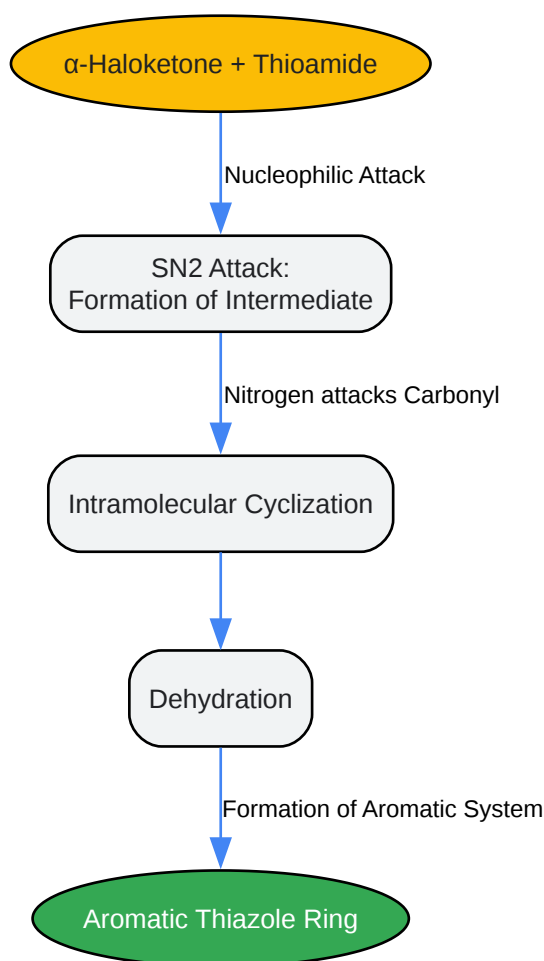 α-Haloketone + Thioamide
Nucleophilic Attack
SN2 Attack:
Formation of Intermediate
Nitrogen attacks Carbonyl
Intramolecular Cyclization
Dehydration
Formation of Aromatic System
Aromatic Thiazole Ring